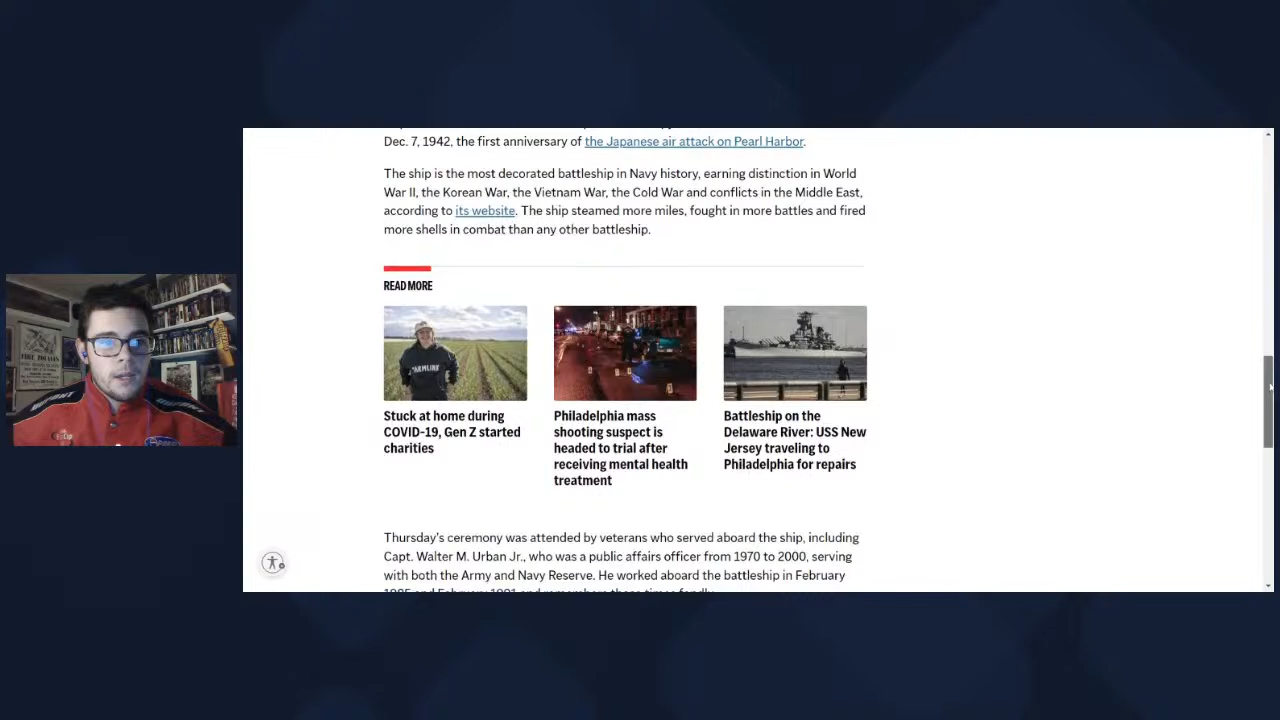 Dec. 7, 1942, the first anniversary of the Japanese air attack on Pearl Harbor.
The ship is the most decorated battleship in Navy history, earning distinction in World
War II, the Korean War, the Vietnam War, the Cold War and conflicts in the Middle East,
according to its website. The ship steamed more miles, fought in more battles and fired
more shells in combat than any other battleship.
READ MORE
FARMLINK
Stuck at home during
COVID-19, Gen Z started
charities
Philadelphia mass
shooting suspect is
headed to trial after
receiving mental health
treatment
Battleship on the
Delaware River: USS New
Jersey traveling to
Philadelphia for repairs
Thursday's ceremony was attended by veterans who served aboard the ship, including
Capt. Walter M. Urban Jr., who was a public affairs officer from 1970 to 2000, serving
with both the Army and Navy Reserve. He worked aboard the battleship in February